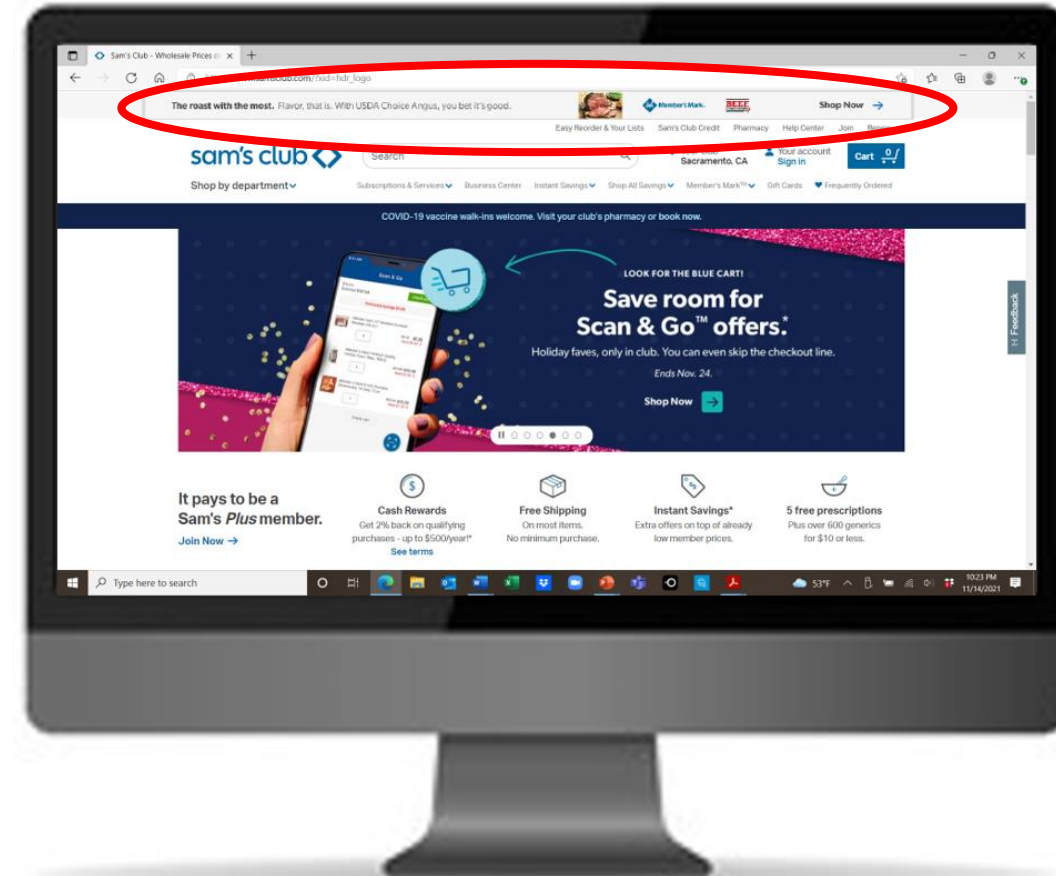 Sam's Club - Wholesale Prices o
sclub.com/?xid=hdr_logo
The roast with the most. Flavor, that is. With USDA Choice Angus, you bet it's good.
Member's Mark.
BEEF
Shop Now →
Easy Reorder & Your Lists Sam's Club Credit Pharmacy Help Center Join
sam's club
Search
Sacramento, CA
Your account
Sign in
Cart 0
Shop by department
Subscriptions & Services Business Center Instant Savings Shop All Savings Member's Mark™ Gift Cards Frequently Ordered
COVID-19 vaccine walk-ins welcome. Visit your club's pharmacy or book now.
Scan & Go
LOOK FOR THE BLUE CART!
Save room for
Scan & Go™ offers.*
Holiday faves, only in club. You can even skip the checkout line.
Ends Nov. 24.
Shop Now →
Feedback
It pays to be a
Sam's Plus member.
Join Now →
Cash Rewards
Get 2% back on qualifying
purchases - up to $500/year!*
See terms
Free Shipping
On most items.
No minimum purchase.
Instant Savings*
Extra offers on top of already
low member prices.
5 free prescriptions
Plus over 600 generics
for $10 or less.
Type here to search
53°F
10:23 PM
11/14/2021